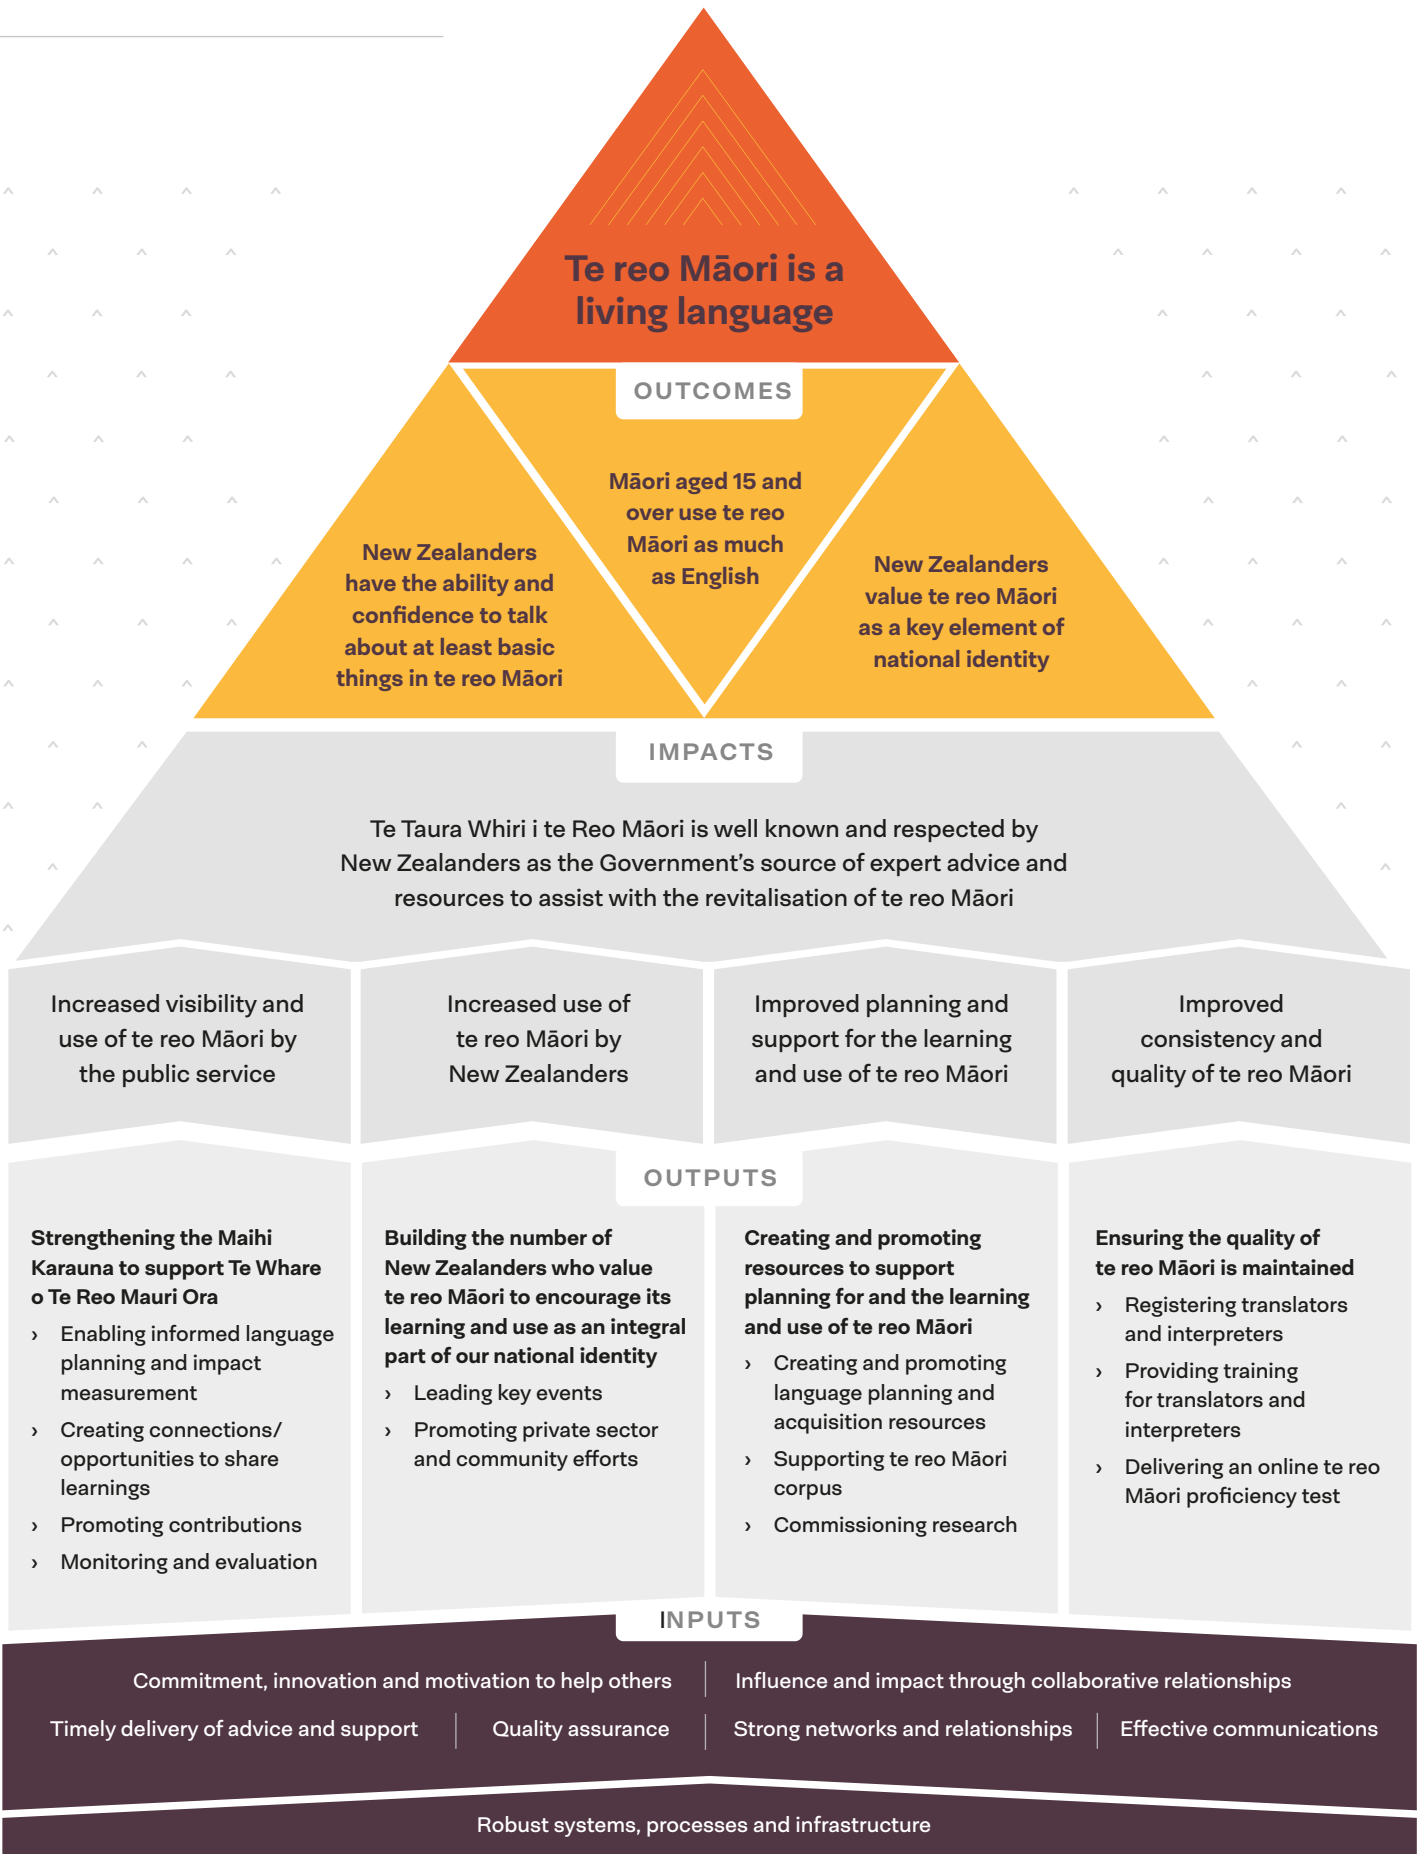 Te reo Māori is a
living language
OUTCOMES
Māori aged 15 and
over use te reo
Māori as much
as English
New Zealanders
have the ability and
confidence to talk
about at least basic
things in te reo Māori
New Zealanders
value te reo Māori
as a key element of
national identity
IMPACTS
Te Taura Whiri i te Reo Māori is well known and respected by
New Zealanders as the Government’s source of expert advice and
resources to assist with the revitalisation of te reo Māori
Increased visibility and
use of te reo Māori by
the public service
Increased use of
te reo Māori by
New Zealanders
Improved planning and
support for the learning
and use of te reo Māori
Improved
consistency and
quality of te reo Māori
OUTPUTS
Strengthening the Maihi
Karauna to support Te Whare
o Te Reo Mauri Ora
› Enabling informed language
planning and impact
measurement
› Creating connections/
opportunities to share
learnings
› Promoting contributions
› Monitoring and evaluation
Building the number of
New Zealanders who value
te reo Māori to encourage its
learning and use as an integral
part of our national identity
› Leading key events
› Promoting private sector
and community efforts
Creating and promoting
resources to support
planning for and the learning
and use of te reo Māori
› Creating and promoting
language planning and
acquisition resources
› Supporting te reo Māori
corpus
› Commissioning research
Ensuring the quality of
te reo Māori is maintained
› Registering translators
and interpreters
› Providing training
for translators and
interpreters
› Delivering an online te reo
Māori proficiency test
INPUTS
Commitment, innovation and motivation to help others
Influence and impact through collaborative relationships
Timely delivery of advice and support
Quality assurance
Strong networks and relationships
Effective communications
Robust systems, processes and infrastructure